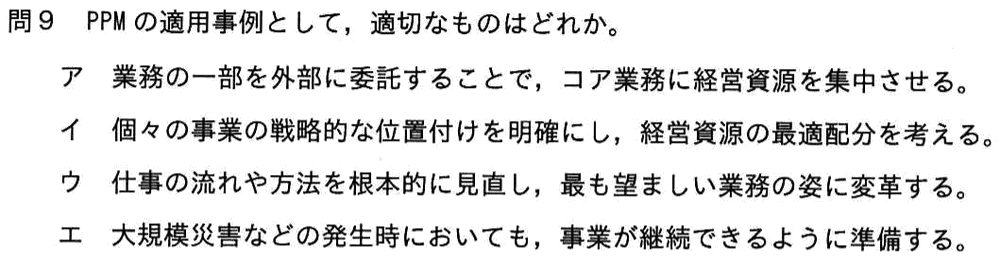 問９　PPMの適用事例として，適切なものはどれか。
ア　業務の一部を外部に委託することで，コア業務に経営資源を集中させる。
イ　個々の事業の戦略的な位置付けを明確にし，経営資源の最適配分を考える。
ウ　仕事の流れや方法を根本的に見直し，最も望ましい業務の姿に変革する。
エ　大規模災害などの発生時においても，事業が継続できるように準備する。